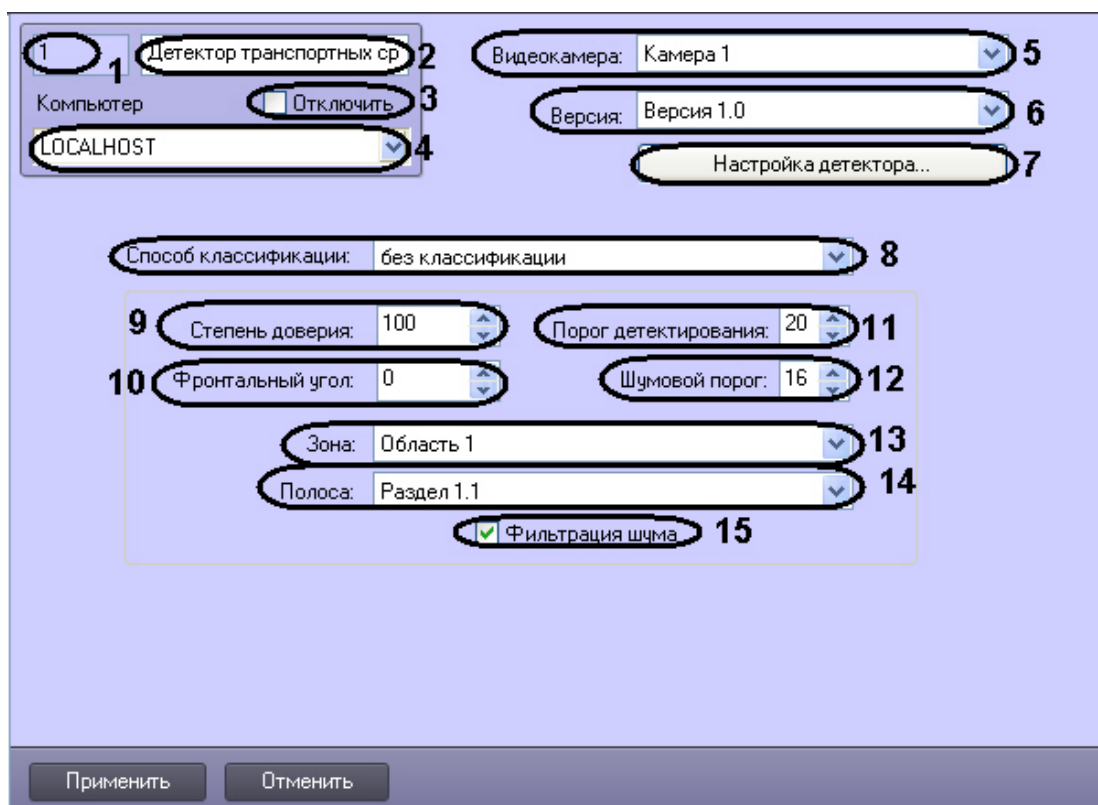 1 1 Детектор транспортных ср 2
Компьютер Отключить 3
LOCALHOST 4
Видеокамера: Камера 1 5
Версия: Версия 1.0 6
Настройка детектора... 7
Способ классификации: без классификации 8
9 Степень доверия: 100 Порог детектирования: 20 11
10 Фронтальный угол: 0 Шумовой порог: 16 12
Зона: Область 1 13
Полоса: Раздел 1.1 14
Фильтрация шума 15
Применить Отменить